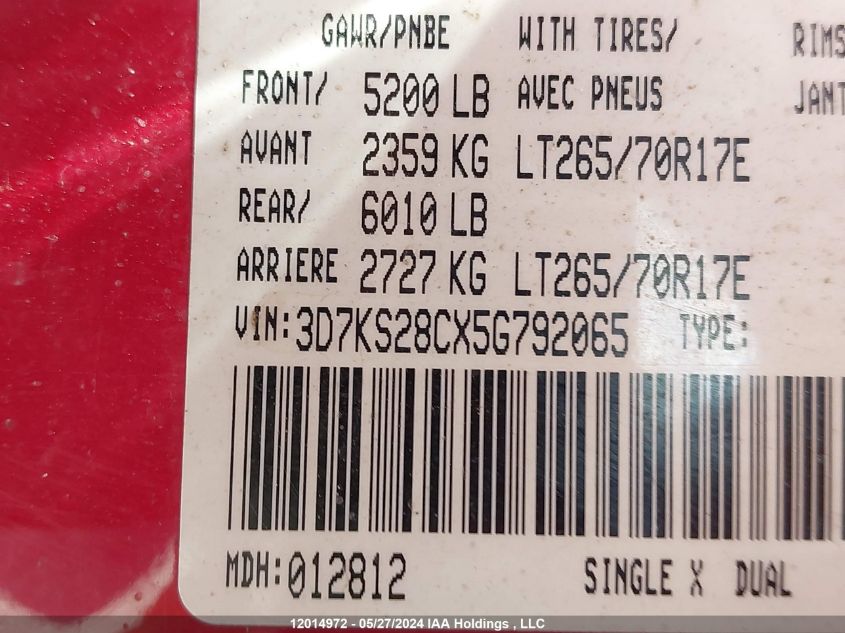 GAWR/PNBE WITH TIRES/ RIMS
FRONT/ 5200 LB AVEC PNEUS JANT
AVANT 2359 KG LT265/70R17E
REAR/ 6010 LB
ARRIERE 2727 KG LT265/70R17E
VIN:3D7KS28CX5G792065 TYPE:
MDH:012812 SINGLE X DUAL
12014972 - 05/27/2024 IAA Holdings , LLC